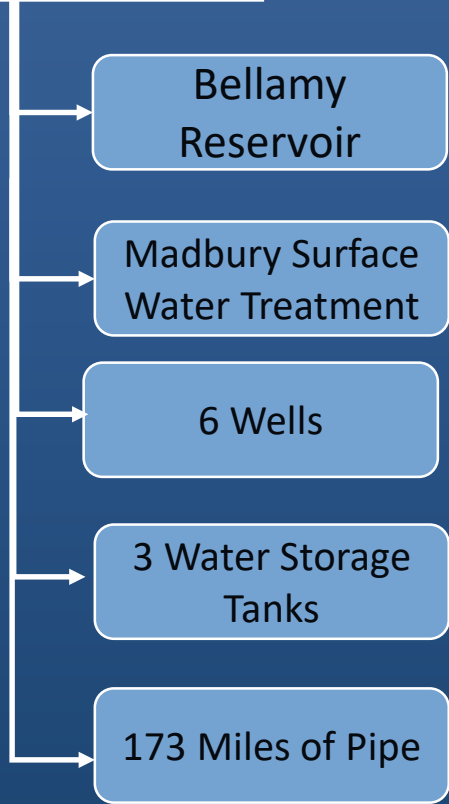 Bellamy
Reservoir
Madbury Surface
Water Treatment
6 Wells
3 Water Storage
Tanks
173 Miles of Pipe